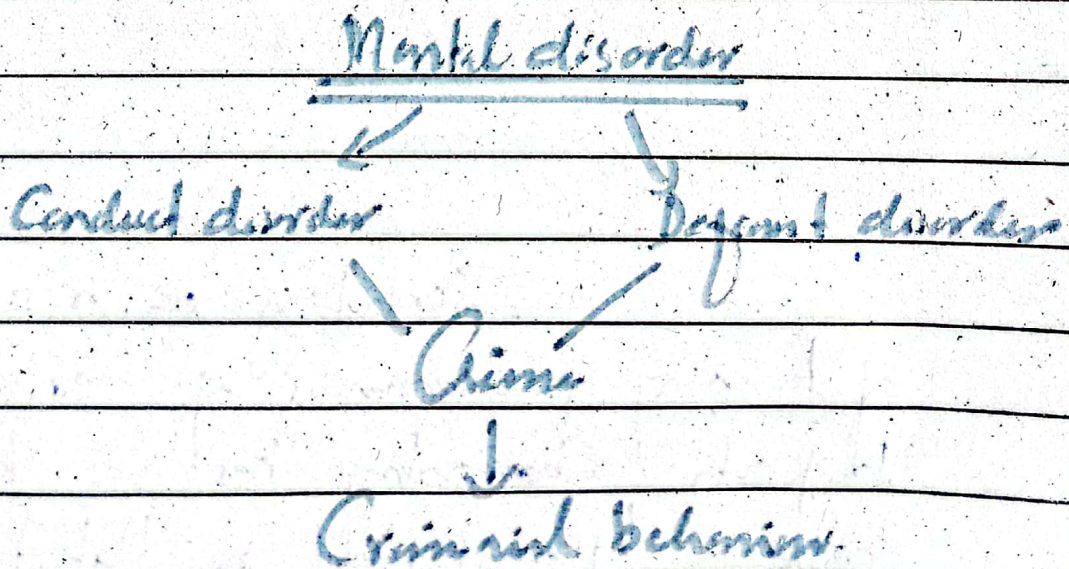 Mental disorder
Conduct disorder Defiant disorder
Crime
Criminal behaviour